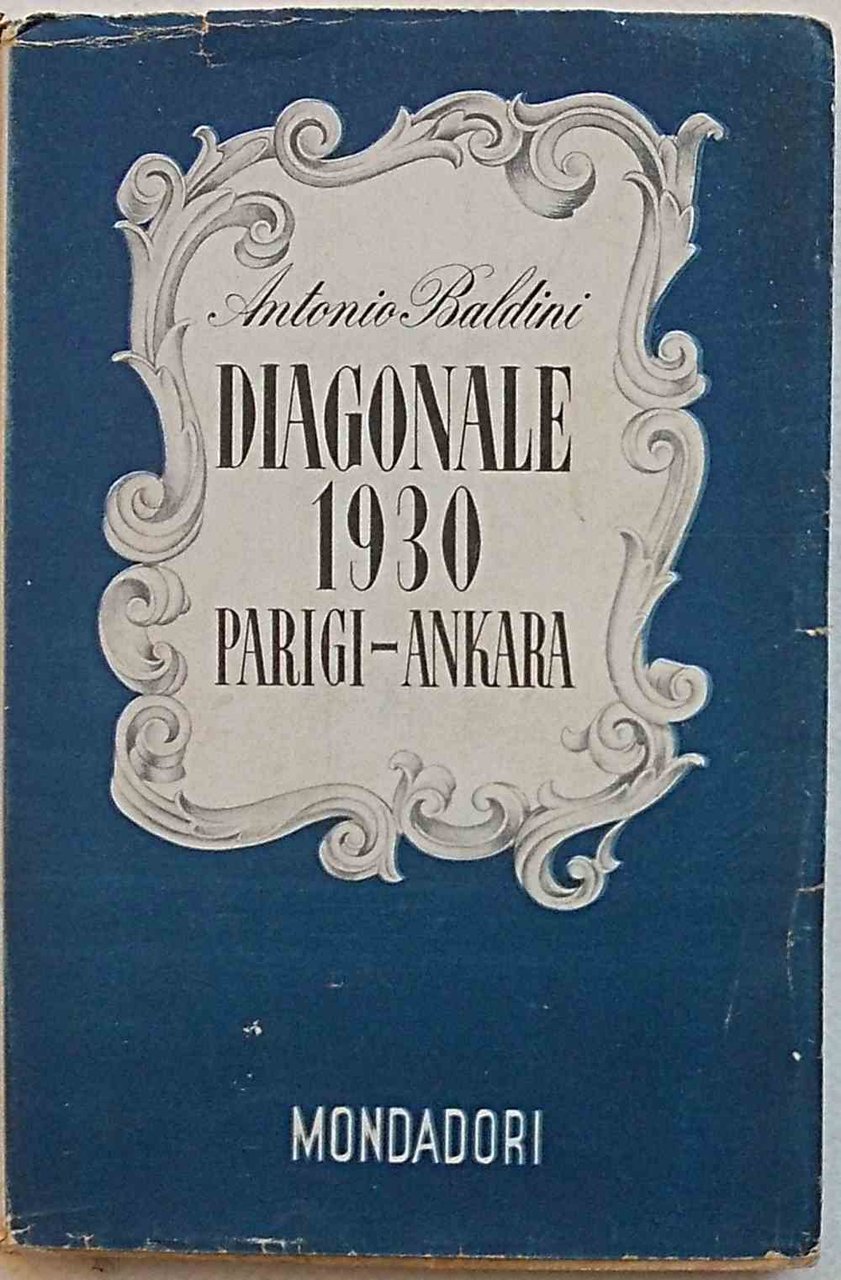 Antonio Baldini
DIAGONALE
1930
PARIGI-ANKARA
MONDADORI